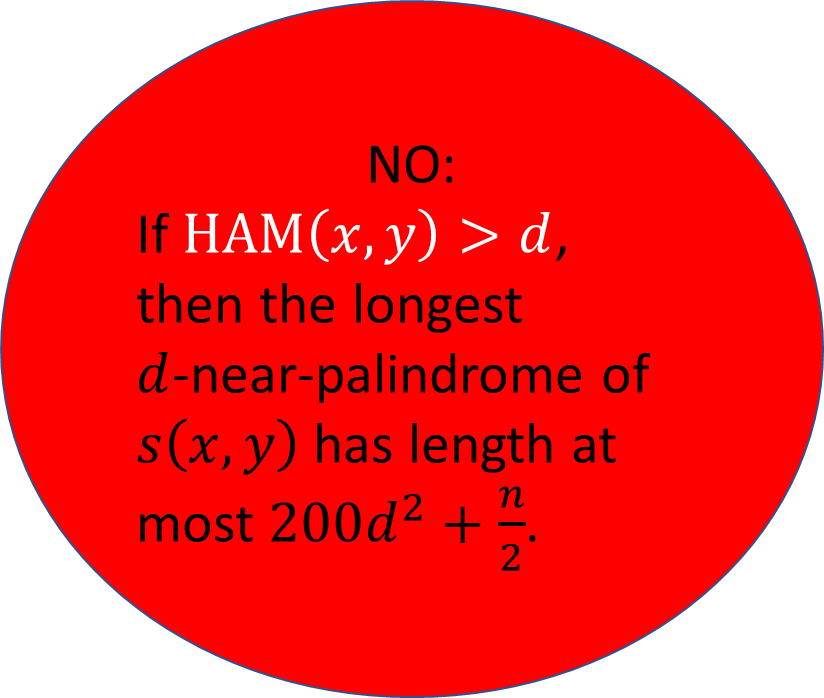 NO:
If HAM(x, y) > d,
then the longest
d-near-palindrome of
s(x, y) has length at
most 200d² + n/2.